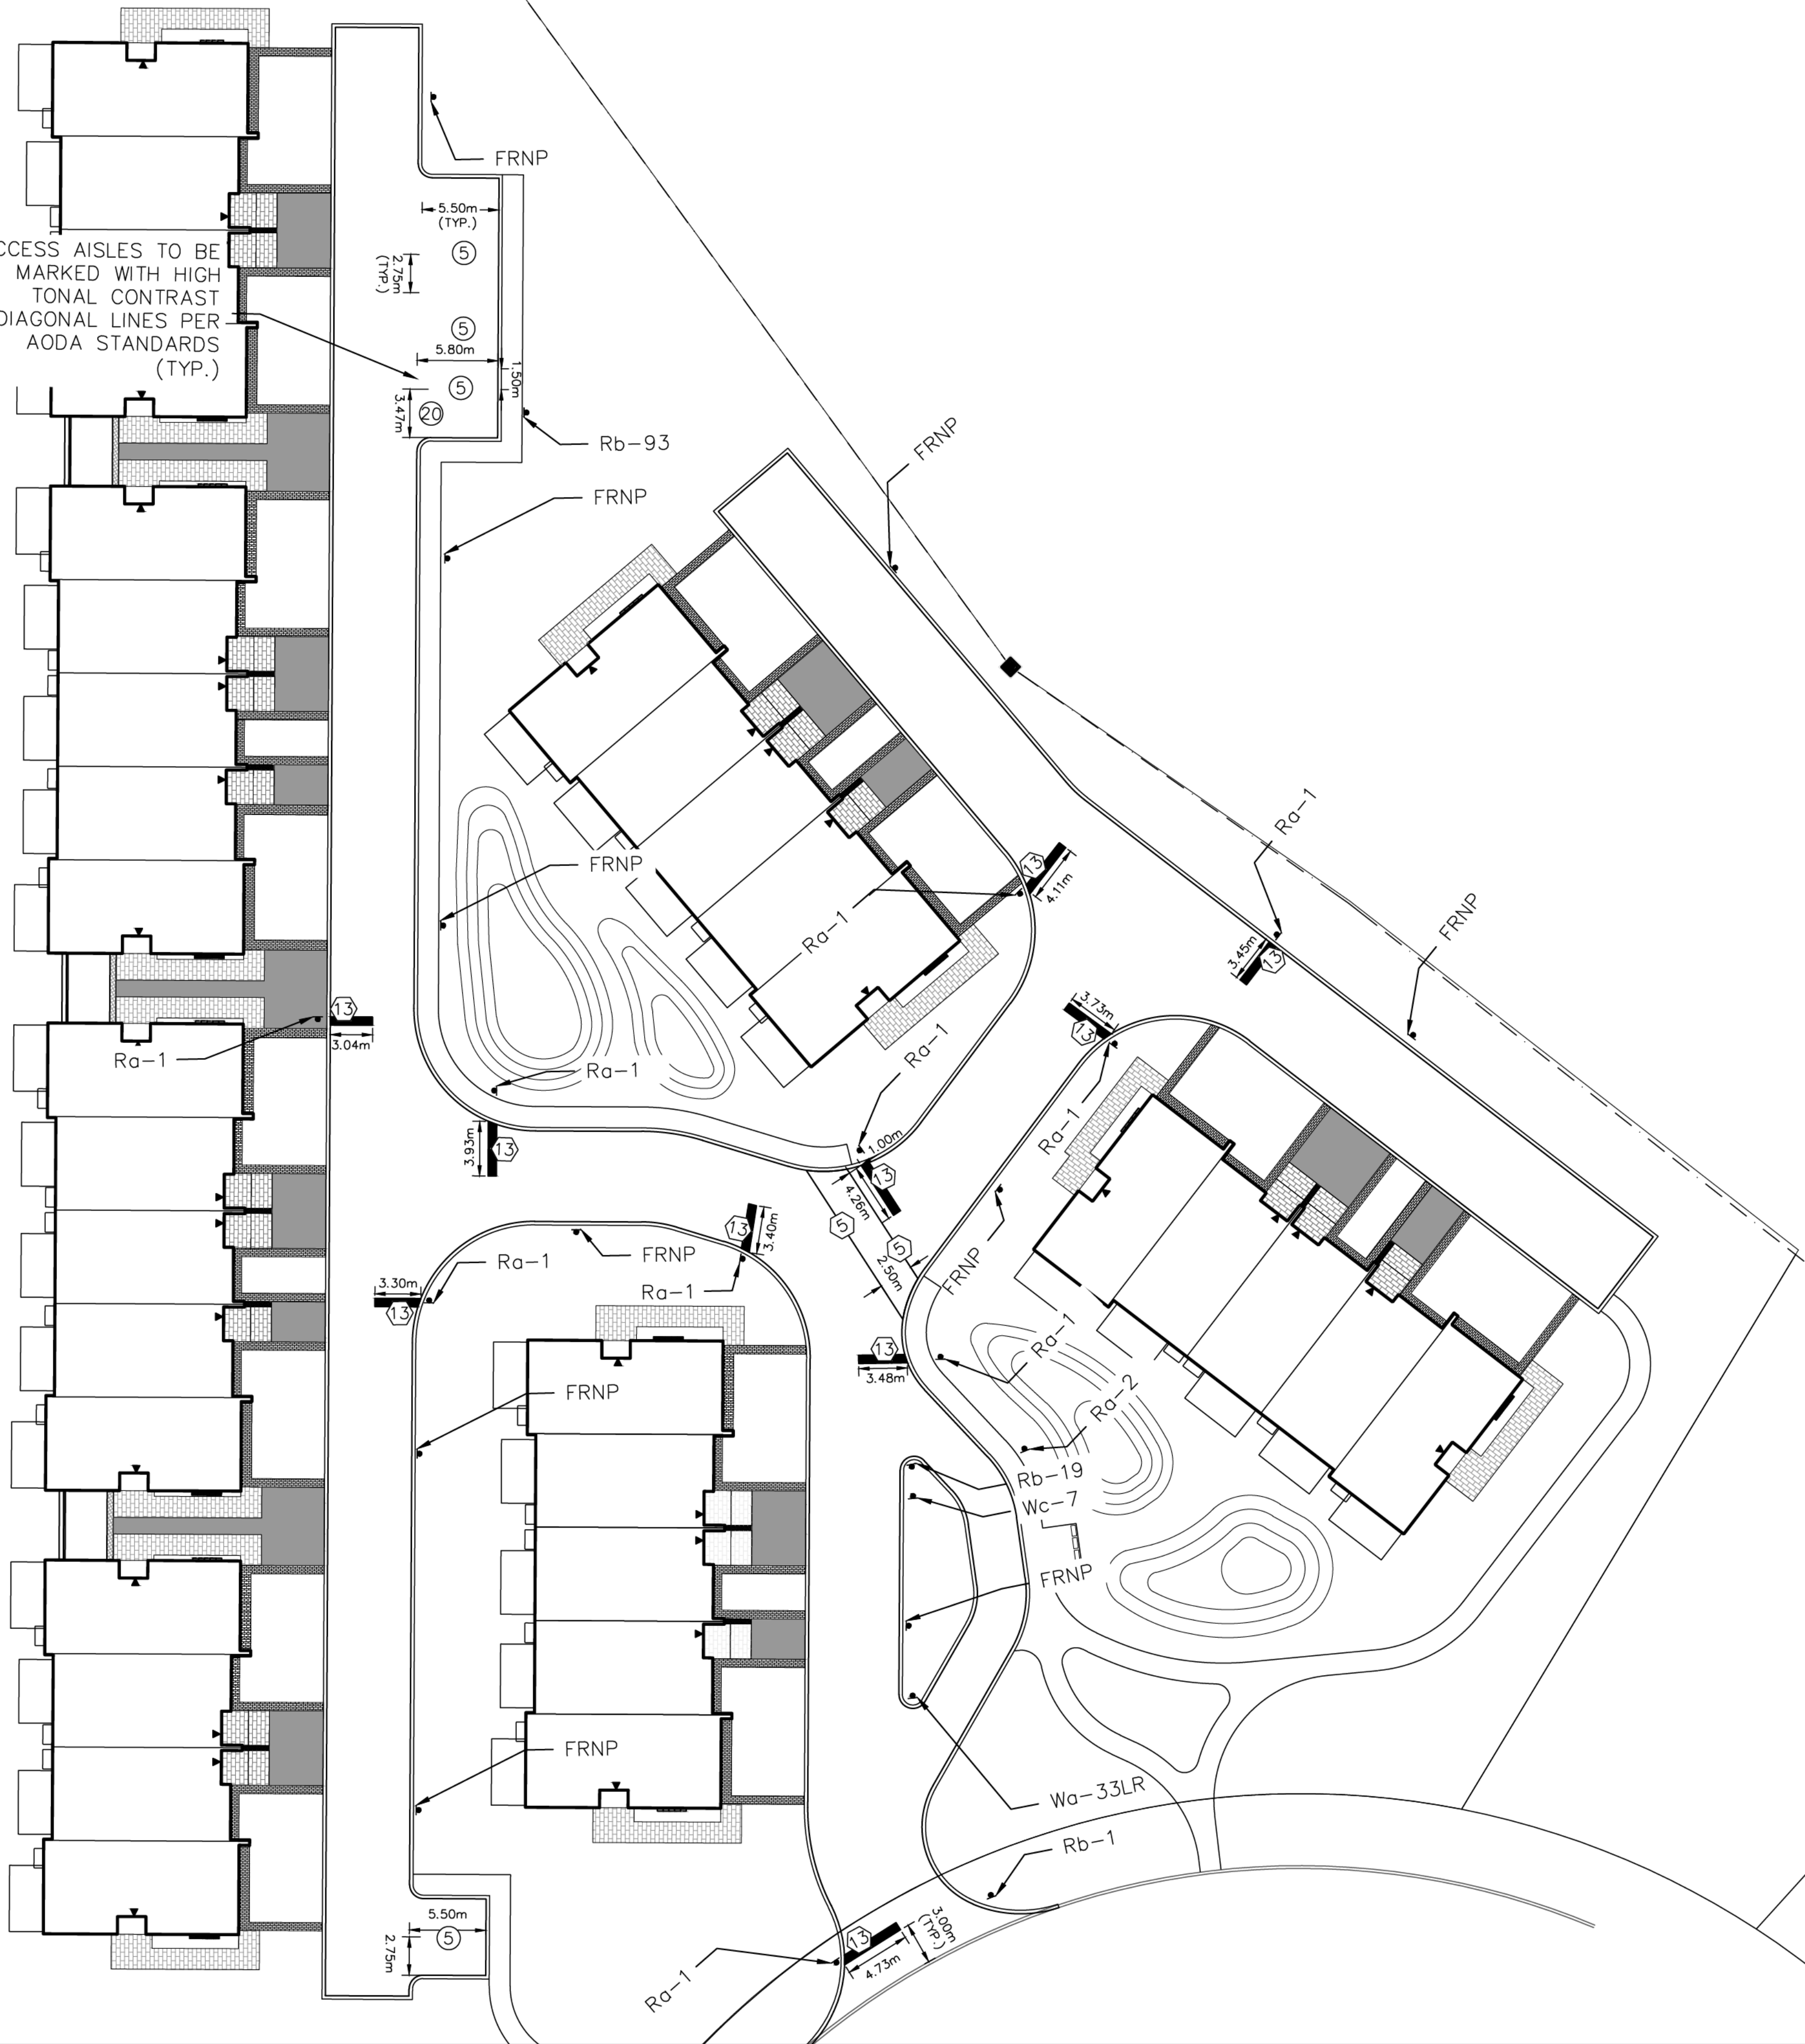 FRNP
5.50m
(TYP.)
5
2.75m
(TYP.)
CCESS AISLES TO BE
MARKED WITH HIGH
TONAL CONTRAST
DIAGONAL LINES PER
AODA STANDARDS
(TYP.)
5
5.80m
1.50m
5
3.47m
20
Rb-93
FRNP
FRNP
Ra-1
FRNP
13
4.11m
FRNP
Ra-1
3.45m
13
13
3.04m
Ra-1
3.73m
13
Ra-1
Ra-1
Ra-1
1.00m
3.93m
13
13
4.26m
5
5
2.50m
FRNP
13
3.40m
FRNP
Ra-1
Ra-1
3.30m
13
13
3.48m
Ra-1
FRNP
Ra-2
Rb-19
Wc-7
FRNP
FRNP
Wa-33LR
Rb-1
5.50m
5
2.75m
13
3.00m
(TYP.)
4.73m
Ra-1